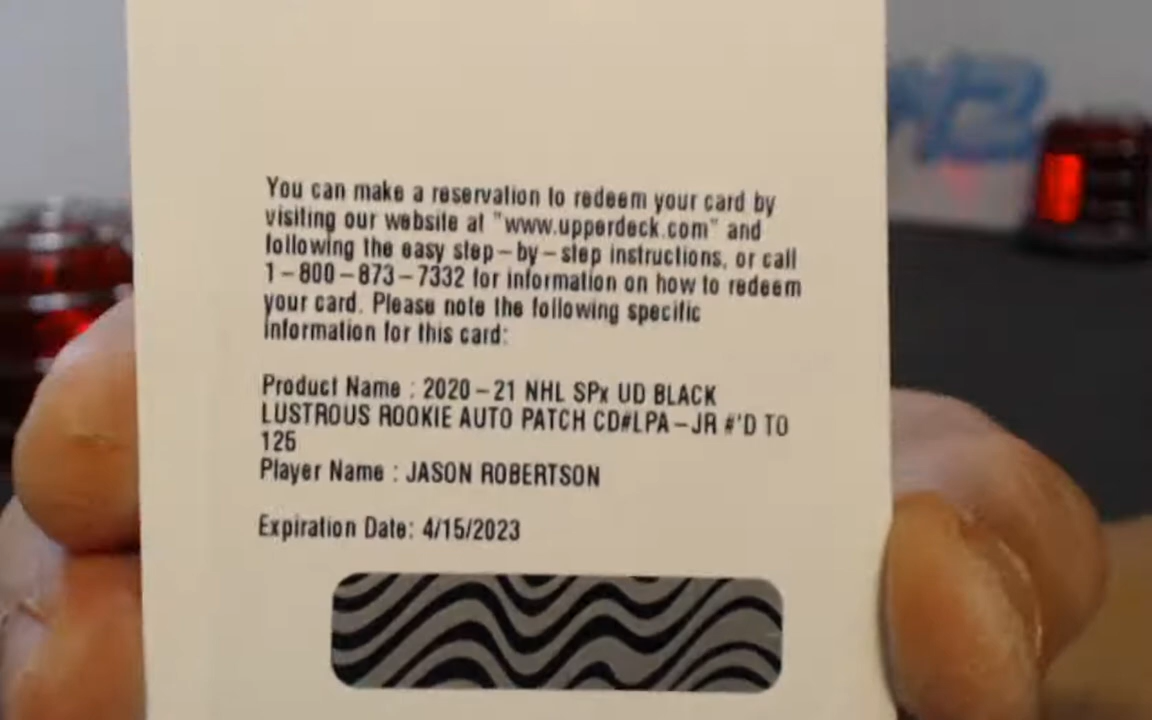 You can make a reservation to redeem your card by
visiting our website at "www.upperdeck.com" and
following the easy step-by-step instructions, or call
1-800-873-7332 for information on how to redeem
your card. Please note the following specific
information for this card:
Product Name : 2020-21 NHL SPx UD BLACK
LUSTROUS ROOKIE AUTO PATCH CD#LPA-JR #'D TO
125
Player Name : JASON ROBERTSON
Expiration Date: 4/15/2023